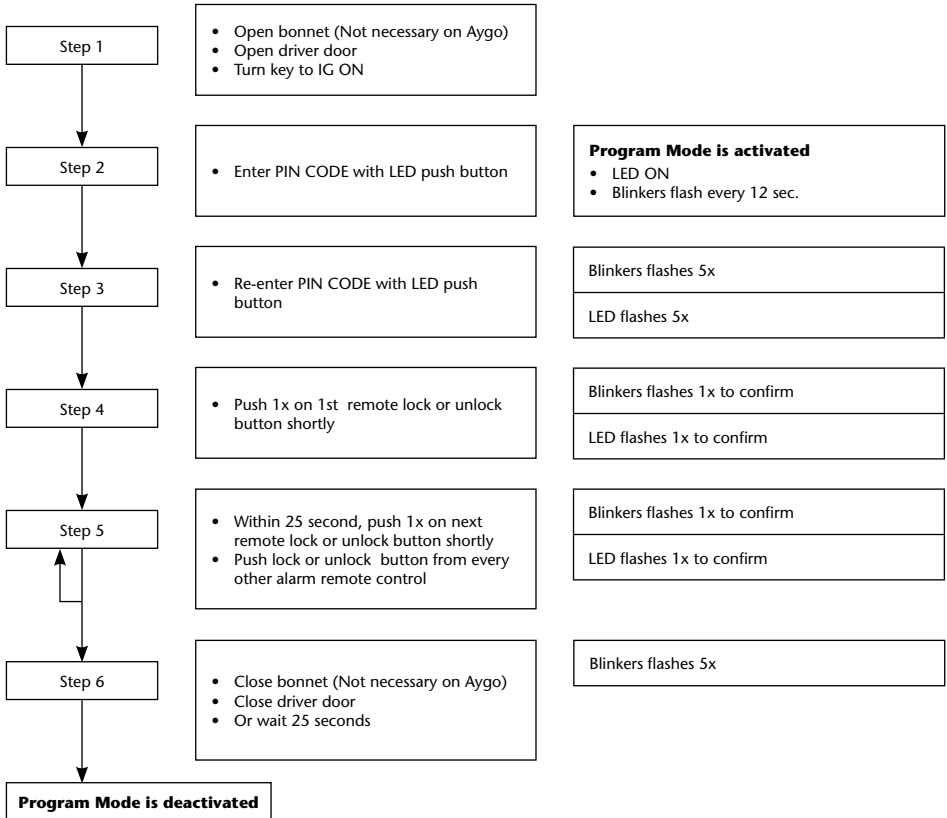 Step 1
• Open bonnet (Not necessary on Aygo)
• Open driver door
• Turn key to IG ON
Step 2
• Enter PIN CODE with LED push button
Program Mode is activated
• LED ON
• Blinkers flash every 12 sec.
Step 3
• Re-enter PIN CODE with LED push
button
Blinkers flashes 5x
LED flashes 5x
Step 4
• Push 1x on 1st remote lock or unlock
button shortly
Blinkers flashes 1x to confirm
LED flashes 1x to confirm
Step 5
• Within 25 second, push 1x on next
remote lock or unlock button shortly
• Push lock or unlock button from every
other alarm remote control
Blinkers flashes 1x to confirm
LED flashes 1x to confirm
Step 6
• Close bonnet (Not necessary on Aygo)
• Close driver door
• Or wait 25 seconds
Blinkers flashes 5x
Program Mode is deactivated